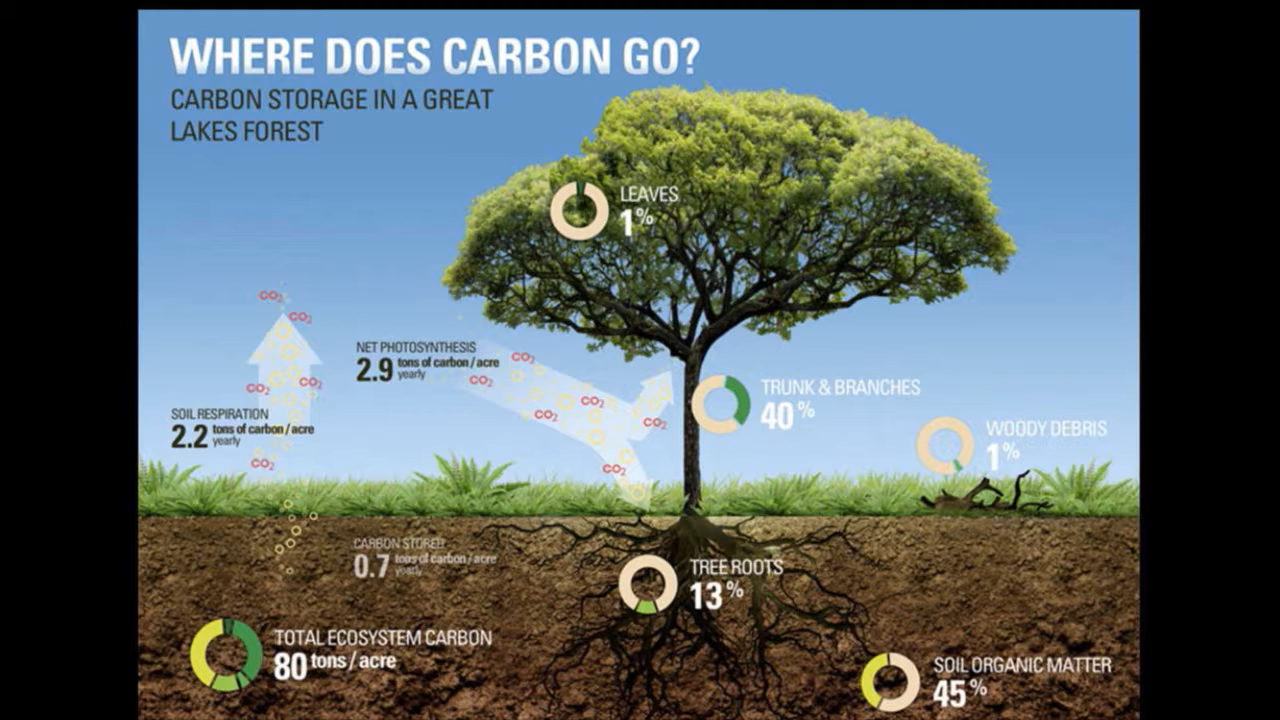 WHERE DOES CARBON GO?
CARBON STORAGE IN A GREAT
LAKES FOREST
LEAVES
1%
CO2
CO2
NET PHOTOSYNTHESIS
2.9 tons of carbon / acre
yearly
CO2
CO2
CO2
CO2
CO2
CO2
CO2
CO2
SOIL RESPIRATION
2.2 tons of carbon / acre
yearly
CO2
CO2
TRUNK & BRANCHES
40%
WOODY DEBRIS
1%
CARBON STORED
0.7 tons of carbon / acre
yearly
TREE ROOTS
13%
TOTAL ECOSYSTEM CARBON
80 tons / acre
SOIL ORGANIC MATTER
45%